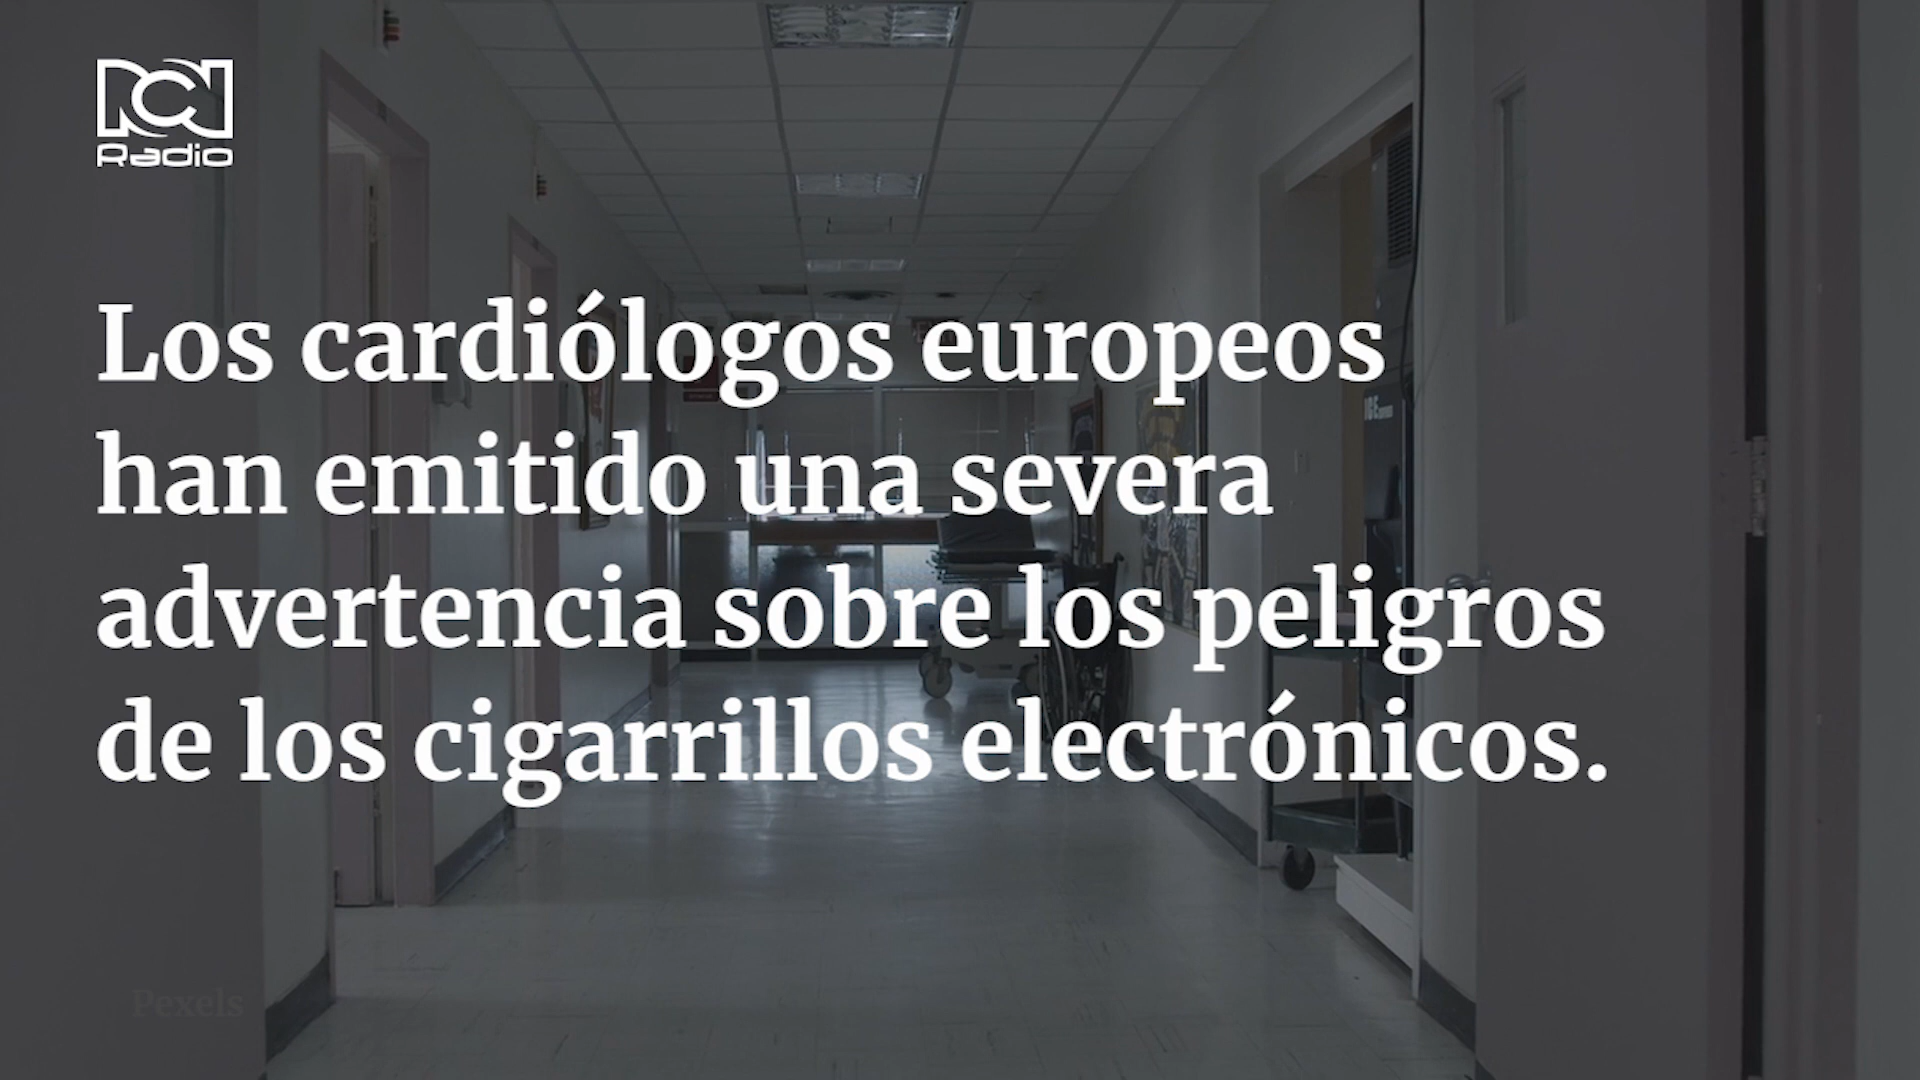 RCN
Radio
Los cardiólogos europeos
han emitido una severa
advertencia sobre los peligros
de los cigarrillos electrónicos.
Pexels